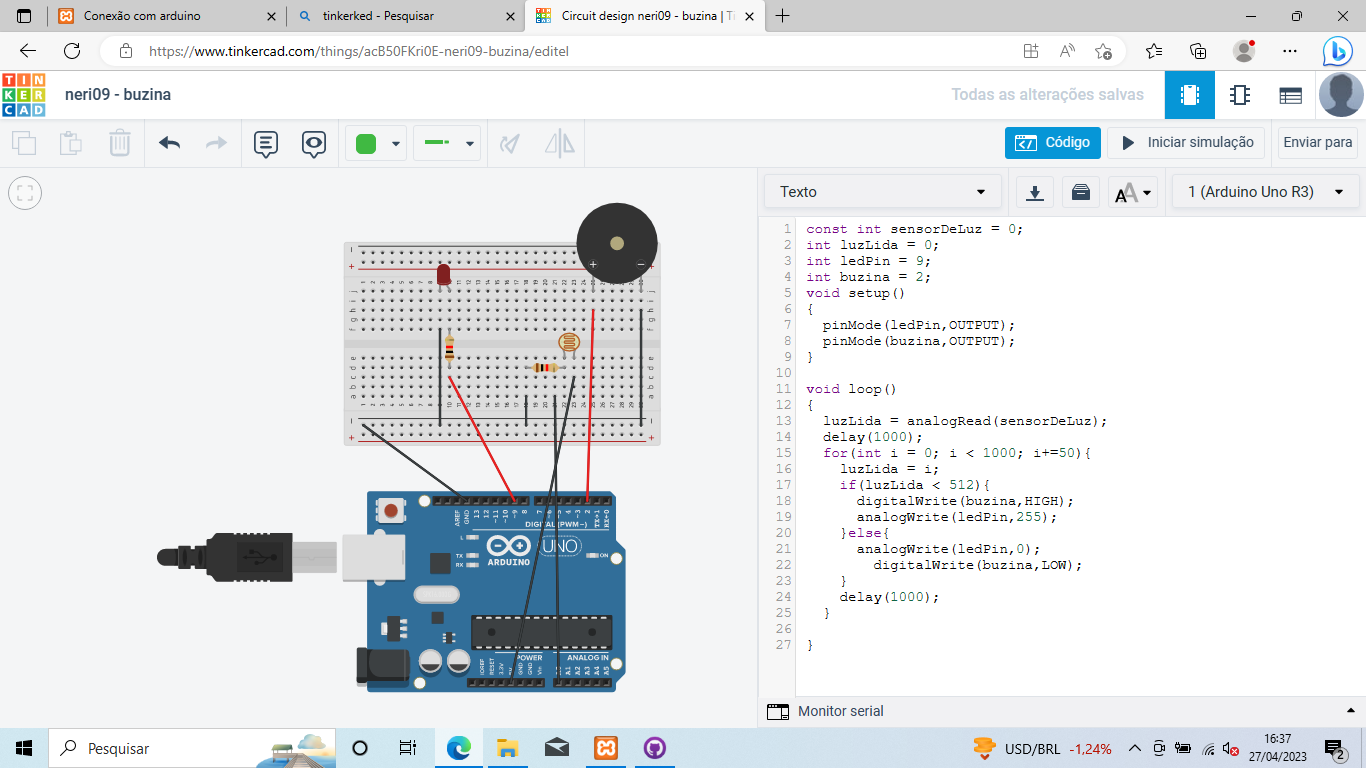 Conexão com arduino
tinkerked - Pesquisar
Circuit design neri09 - buzina | Ti
https://www.tinkercad.com/things/acB50FKri0E-neri09-buzina/editel
TIN
KER
CAD
neri09 - buzina
Todas as alterações salvas
Código
Iniciar simulação
Enviar para
Texto
1 (Arduino Uno R3)
1 const int sensorDeLuz = 0;
2 int luzLida = 0;
3 int ledPin = 9;
4 int buzina = 2;
5 void setup()
6 {
7 pinMode(ledPin,OUTPUT);
8 pinMode(buzina,OUTPUT);
9 }
10
11 void loop()
12 {
13 luzLida = analogRead(sensorDeLuz);
14 delay(1000);
15 for(int i = 0; i < 1000; i+=50){
16 luzLida = i;
17 if(luzLida < 512){
18 digitalWrite(buzina,HIGH);
19 analogWrite(ledPin,255);
20 }else{
21 analogWrite(ledPin,0);
22 digitalWrite(buzina,LOW);
23 }
24 delay(1000);
25 }
26
27 }
AREF
GND
13
12
~11
~10
~9
8
7
4
~3
2
TX→1
RX←0
DIGITAL (PWM~)
L
TX
RX
ARDUINO
UNO
ON
POWER
ANALOG IN
IOREF
RESET
3.3V
GND
GND
Vin
A1
A2
A3
A4
A5
Monitor serial
Pesquisar
USD/BRL -1,24%
16:37
27/04/2023
2